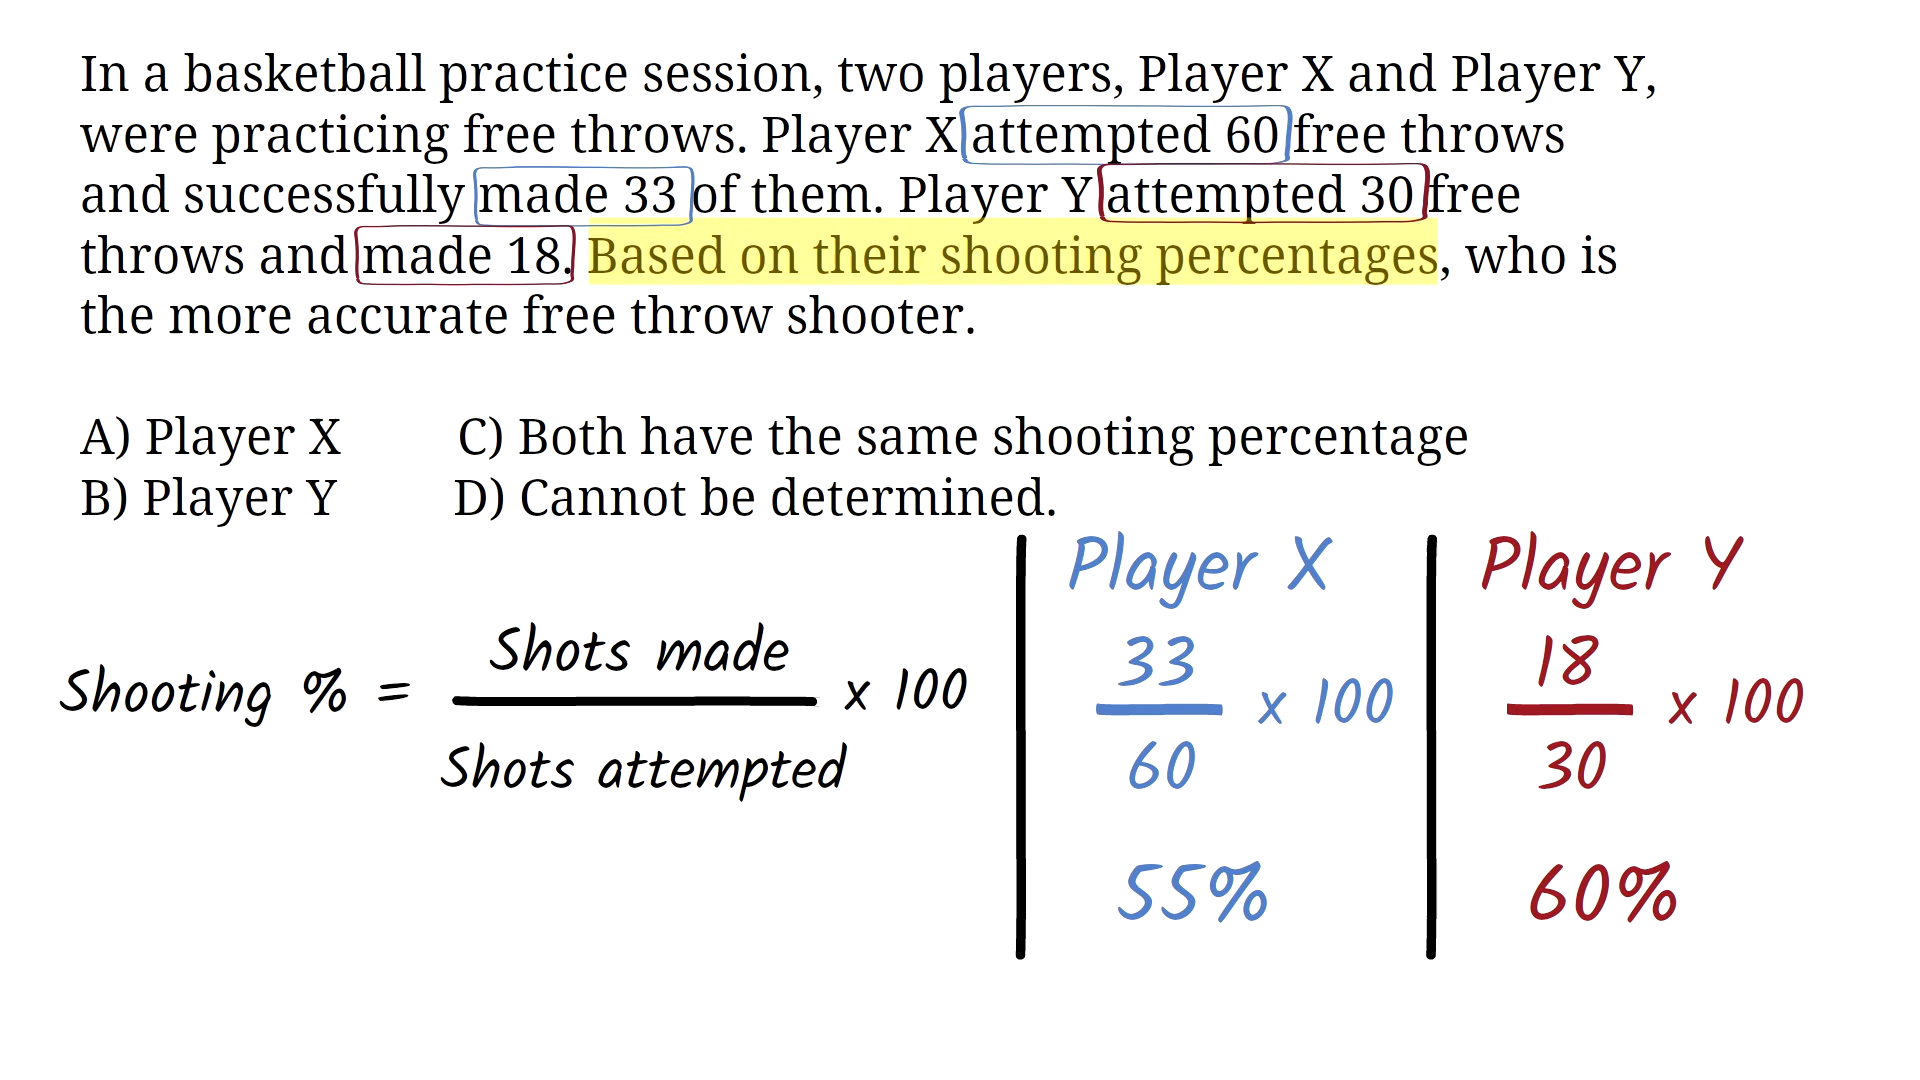 In a basketball practice session, two players, Player X and Player Y,
were practicing free throws. Player X attempted 60 free throws
and successfully made 33 of them. Player Y attempted 30 free
throws and made 18. Based on their shooting percentages, who is
the more accurate free throw shooter.
A) Player X C) Both have the same shooting percentage
B) Player Y D) Cannot be determined.
Shooting % =
Shots made
Shots attempted
x 100
Player X
33
60
x 100
55%
Player Y
18
30
x 100
60%